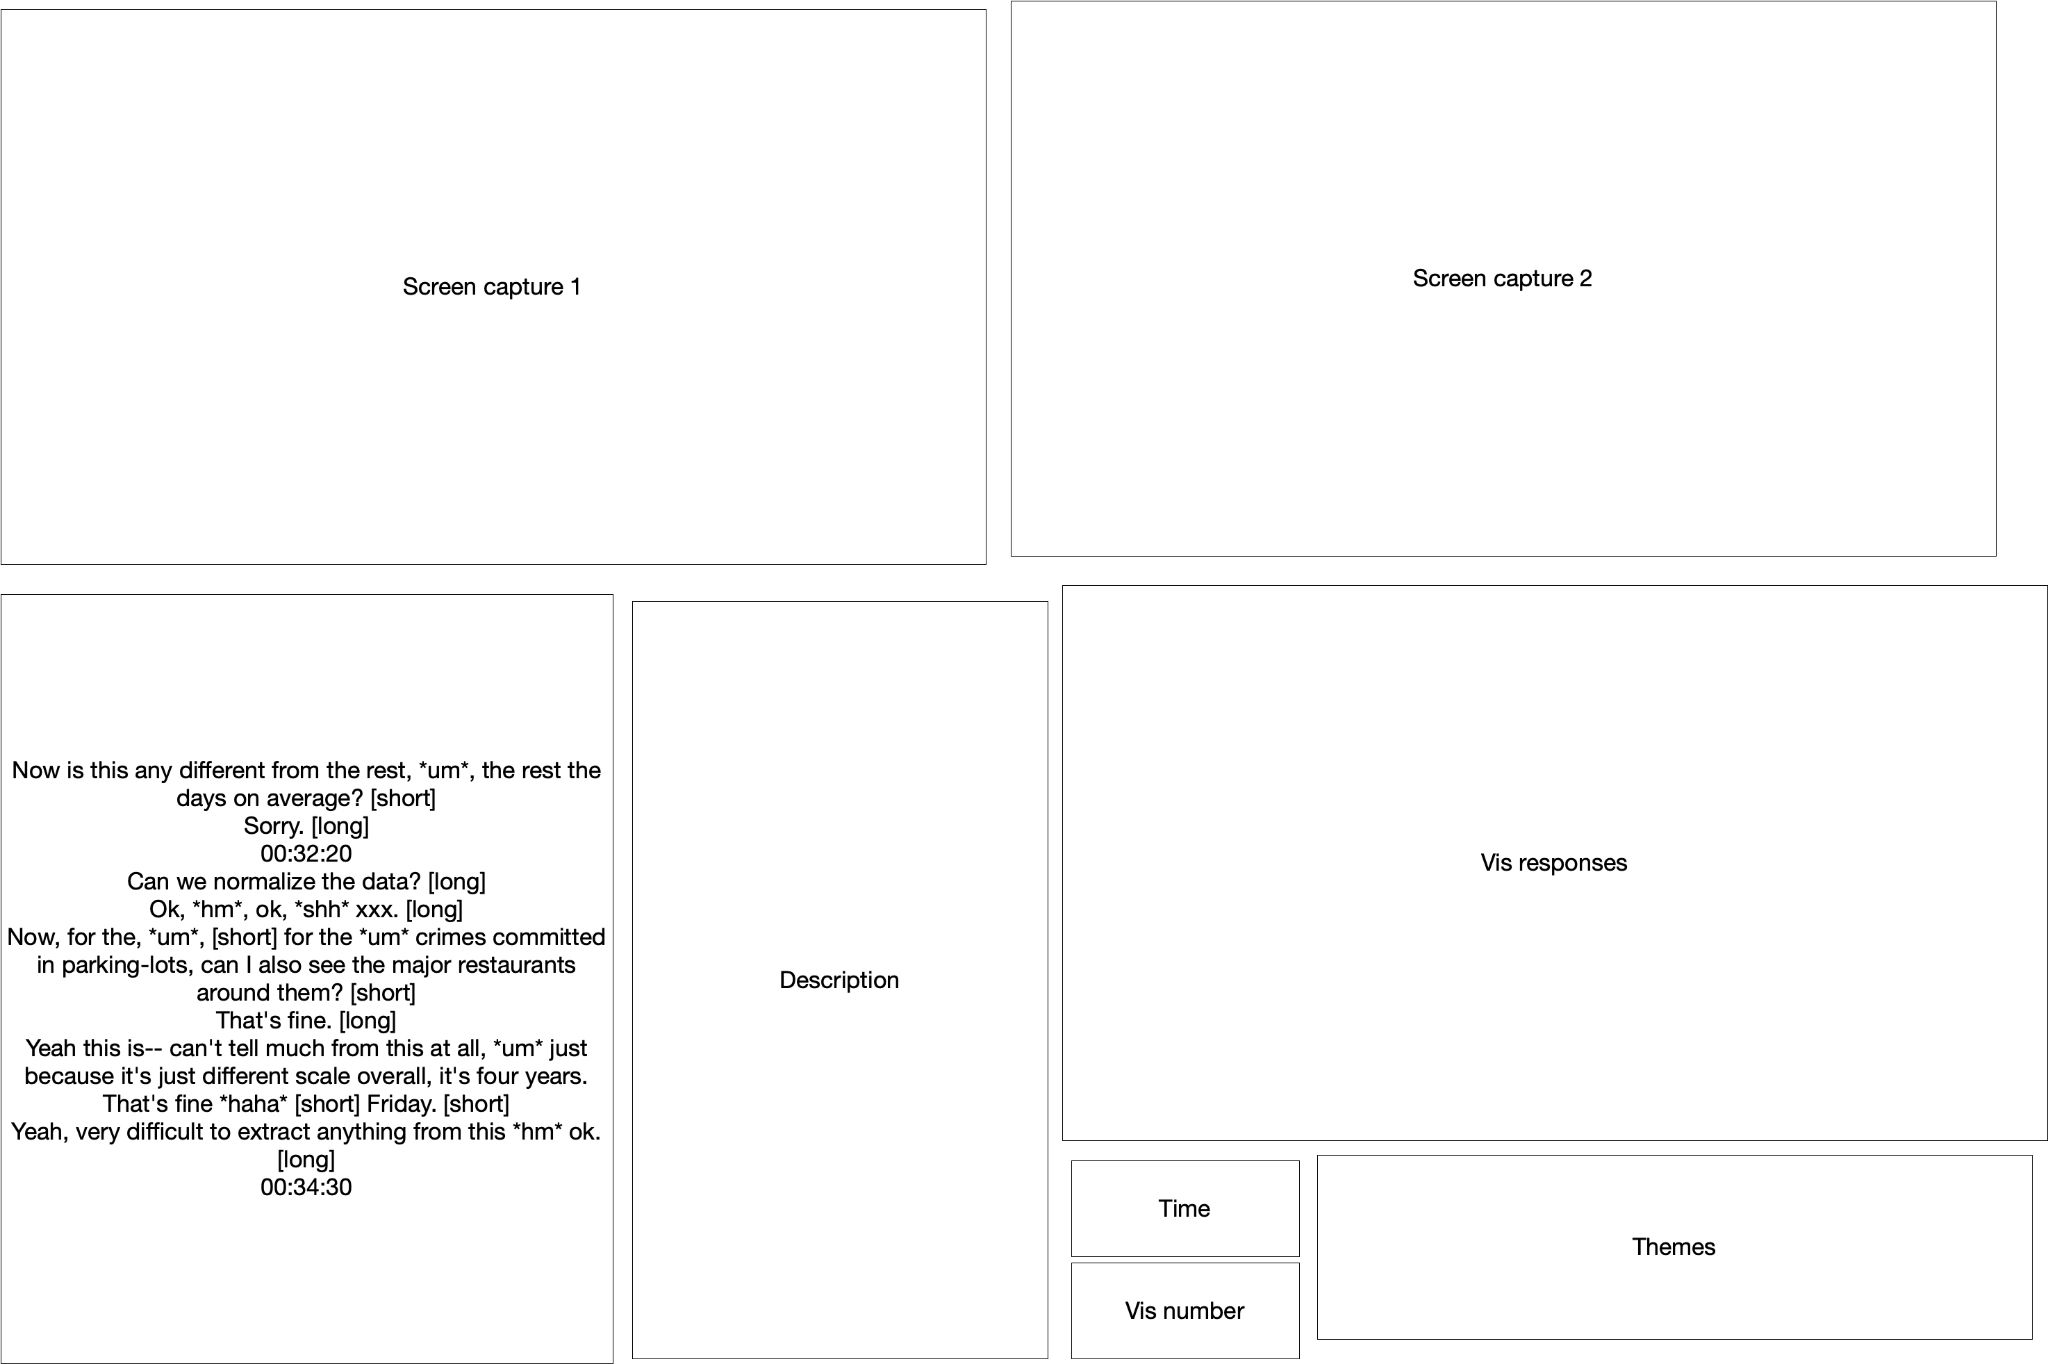 Screen capture 1
Screen capture 2
Now is this any different from the rest, *um*, the rest the
days on average? [short]
Sorry. [long]
00:32:20
Can we normalize the data? [long]
Ok, *hm*, ok, *shh* xxx. [long]
Now, for the, *um*, [short] for the *um* crimes committed
in parking-lots, can I also see the major restaurants
around them? [short]
That's fine. [long]
Yeah this is-- can't tell much from this at all, *um* just
because it's just different scale overall, it's four years.
That's fine *haha* [short] Friday. [short]
Yeah, very difficult to extract anything from this *hm* ok.
[long]
00:34:30
Description
Vis responses
Time
Vis number
Themes